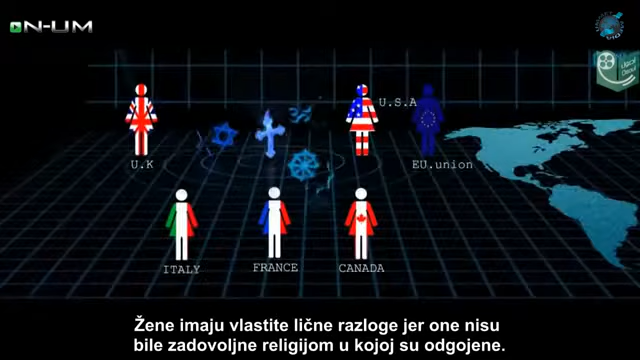 N-UM
U.S.A
U.K
EU.union
ITALY
FRANCE
CANADA
Žene imaju vlastite lične razloge jer one nisu
bile zadovoljne religijom u kojoj su odgojene.